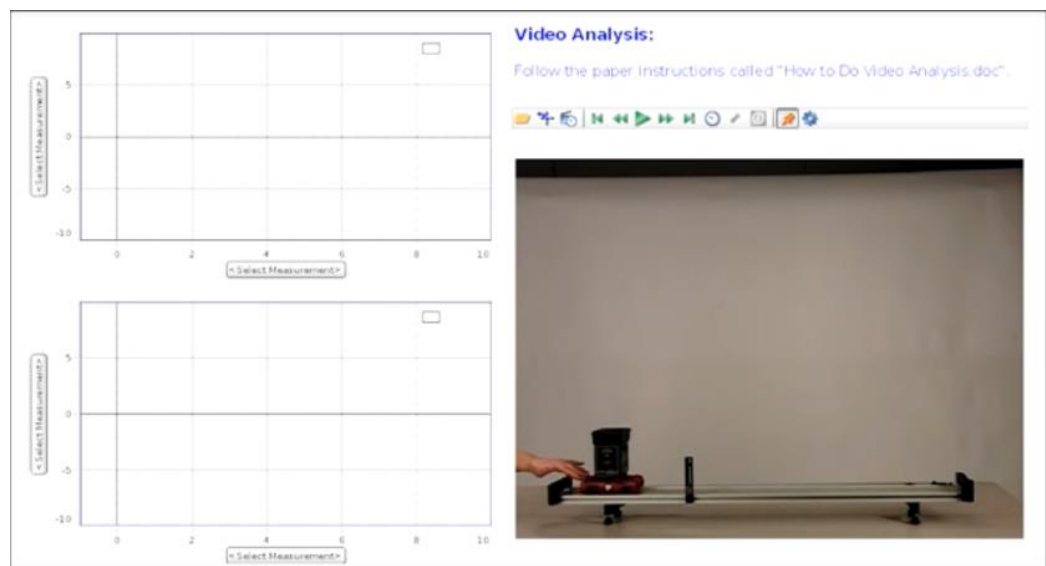 Video Analysis:
Follow the paper Instructions called "How to Do Video Analysis.doc".
5
0
-5
-10
<Select Measurement>
0 2 4 6 8 10
<Select Measurement>
5
0
-5
-10
<Select Measurement>
0 2 4 6 8 10
<Select Measurement>